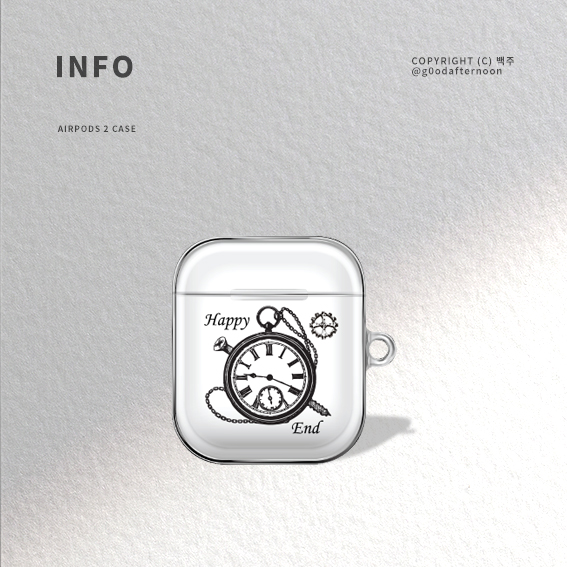 INFO
COPYRIGHT (C) 백주
@g0odafternoon
AIRPODS 2 CASE
Happy
End